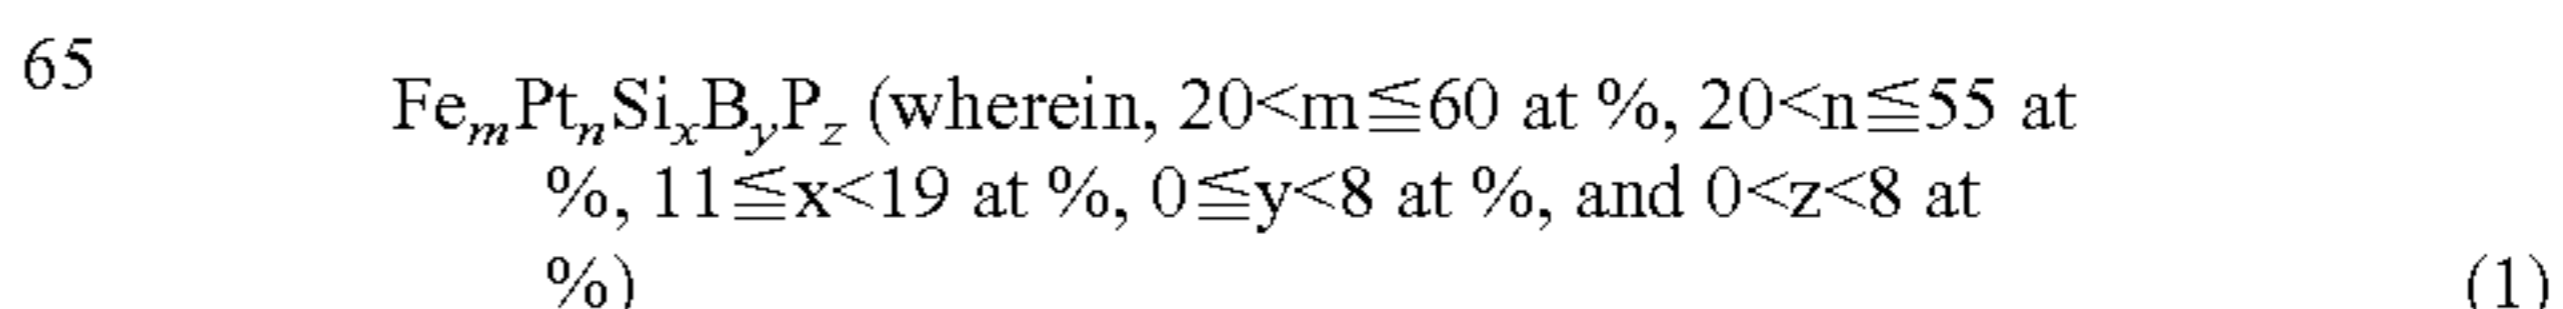 65
Fe_mPt_nSi_xB_yP_z (wherein, 20<m≦60 at %, 20<n≦55 at
%, 11≦x<19 at %, 0≦y<8 at %, and 0<z<8 at
%) (1)